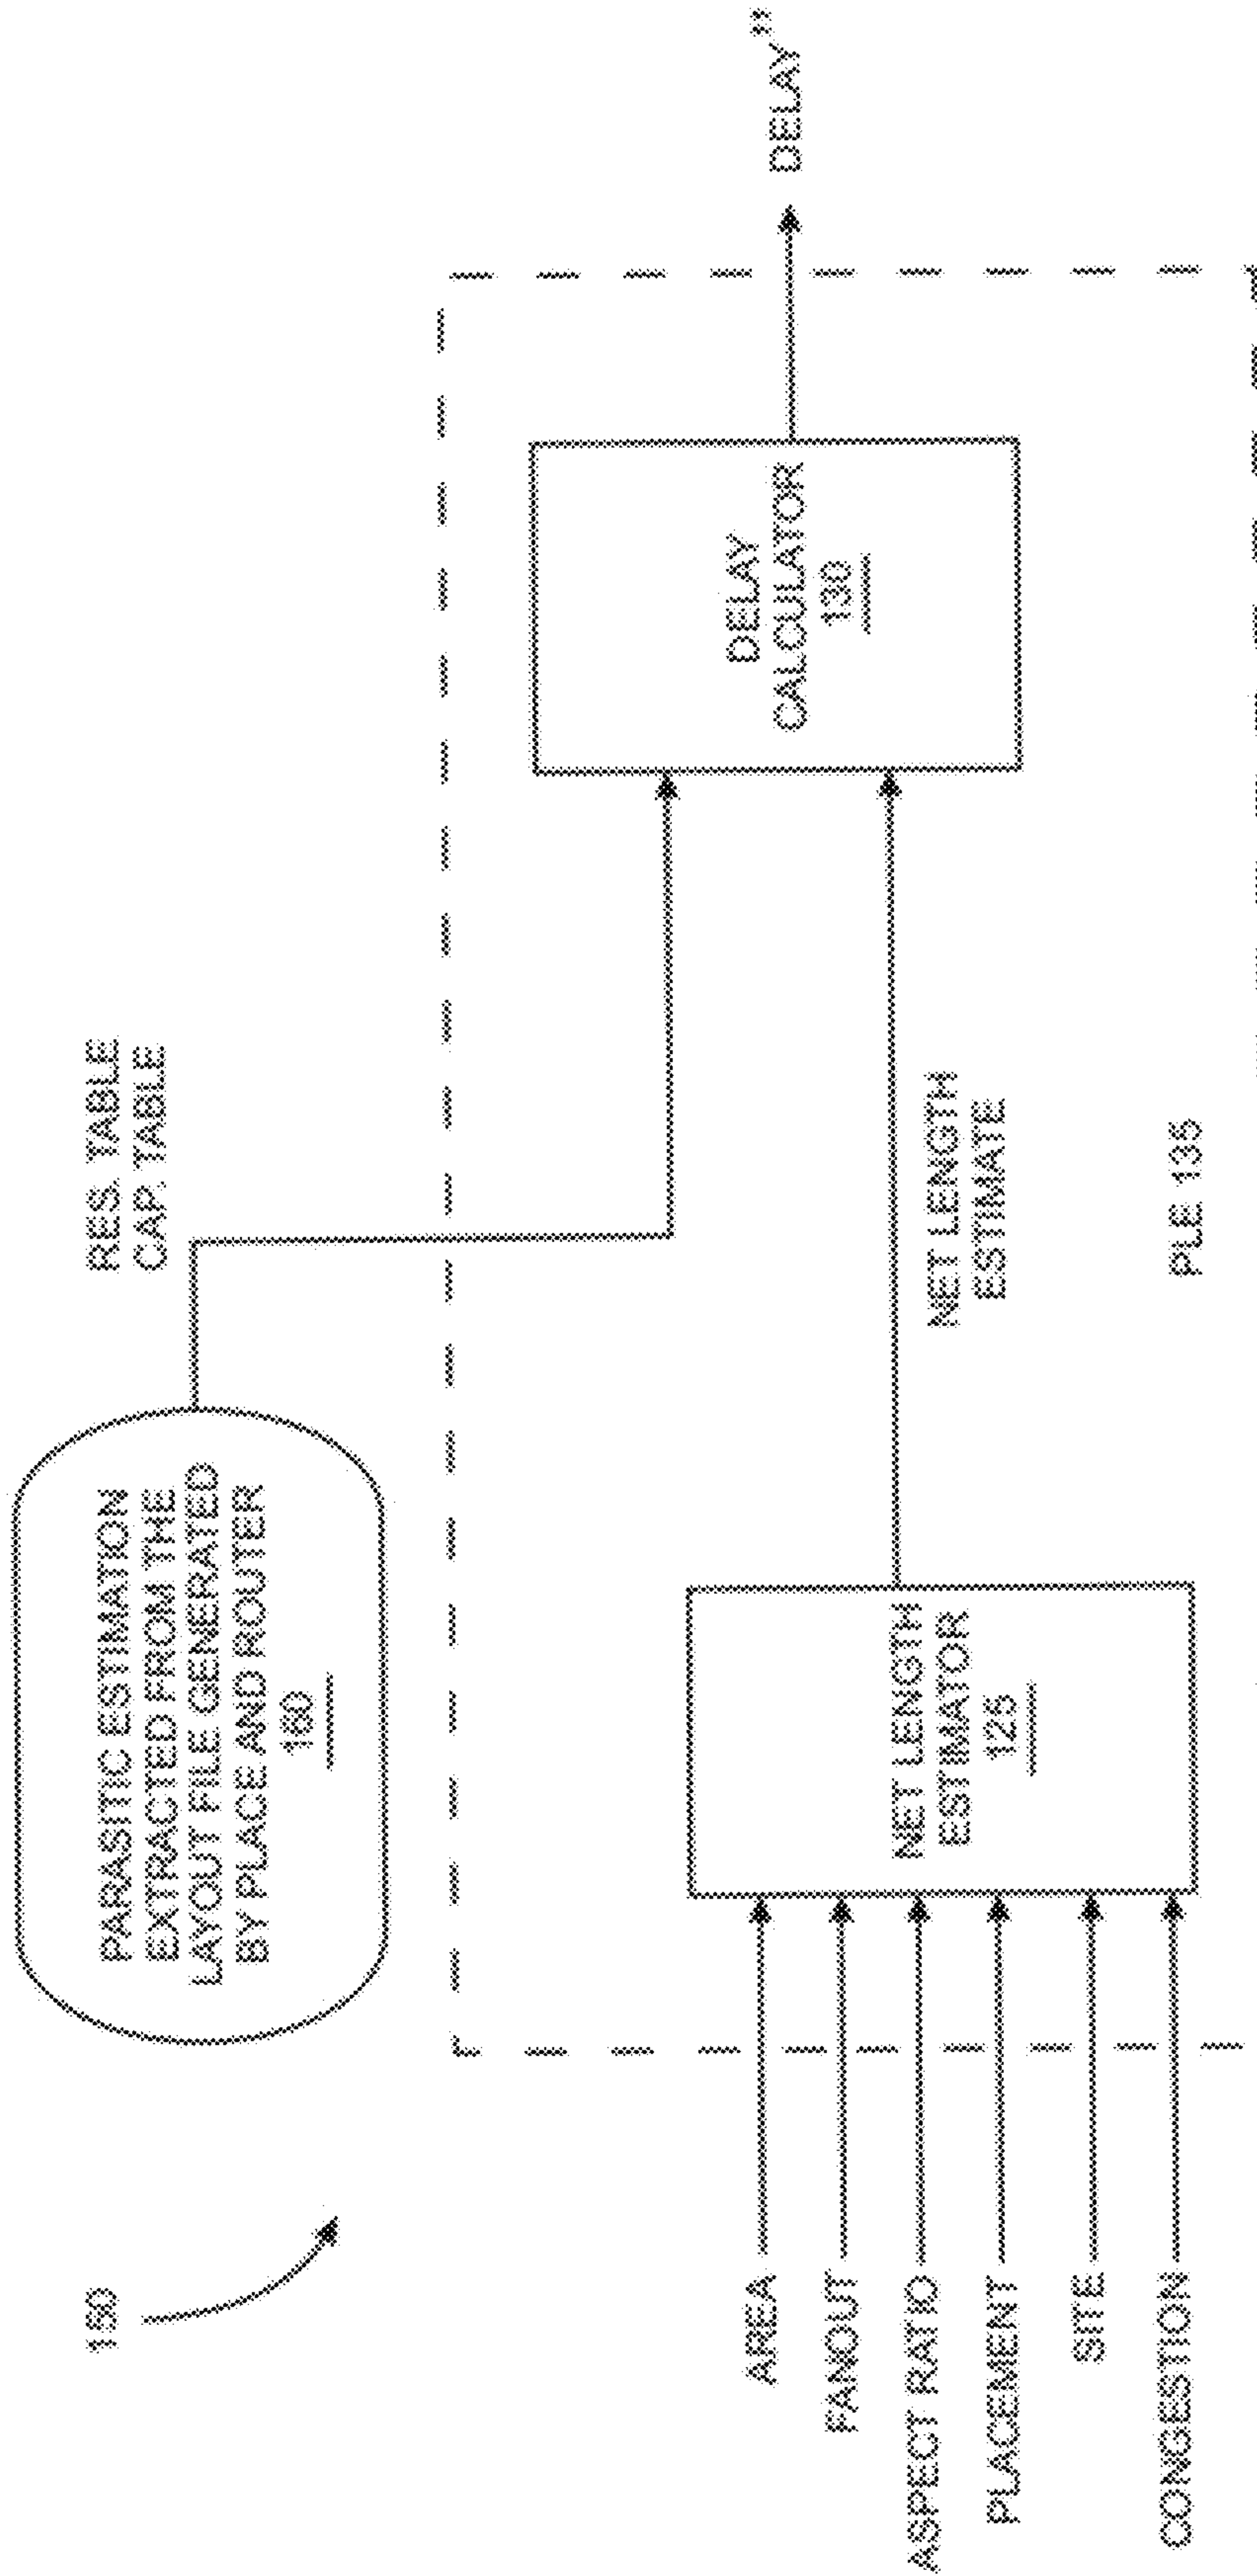 150
PARASITIC ESTIMATION
EXTRACTED FROM THE
LAYOUT FILE GENERATED
BY PLACE AND ROUTER
160
RES. TABLE
CAP. TABLE
AREA
FANOUT
ASPECT RATIO
PLACEMENT
SITE
CONGESTION
NET LENGTH
ESTIMATOR
125
NET LENGTH
ESTIMATE
DELAY
CALCULATOR
130
DELAY"
PLE 135